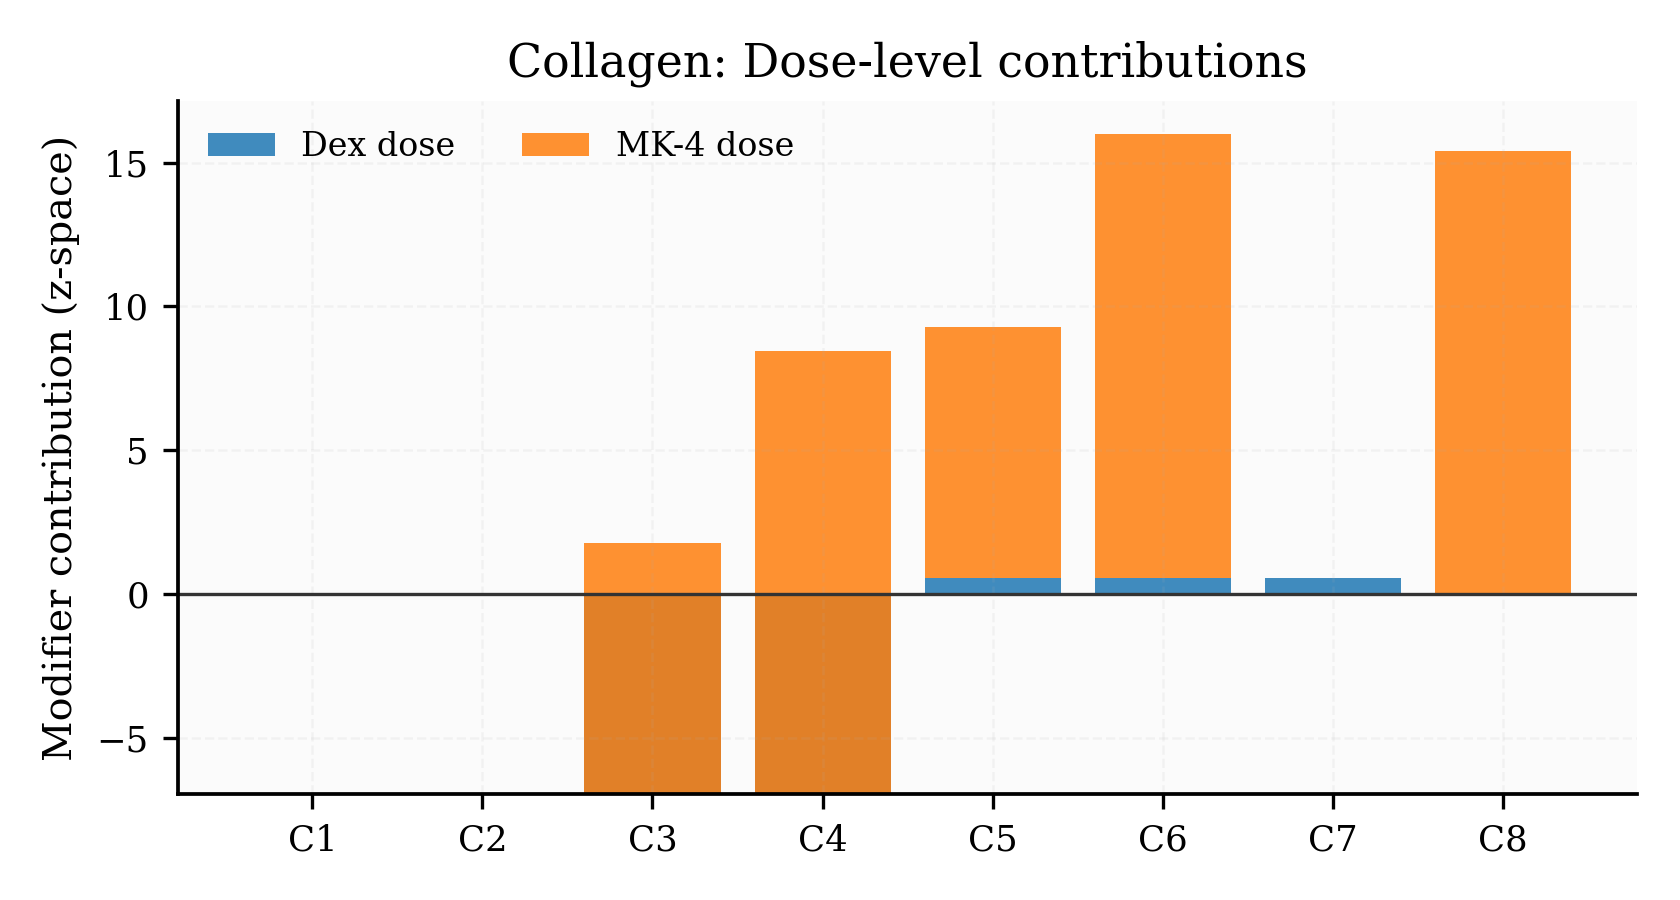 Collagen: Dose-level contributions
Dex dose
MK-4 dose
Modifier contribution (z-space)
15
10
5
0
−5
C1
C2
C3
C4
C5
C6
C7
C8